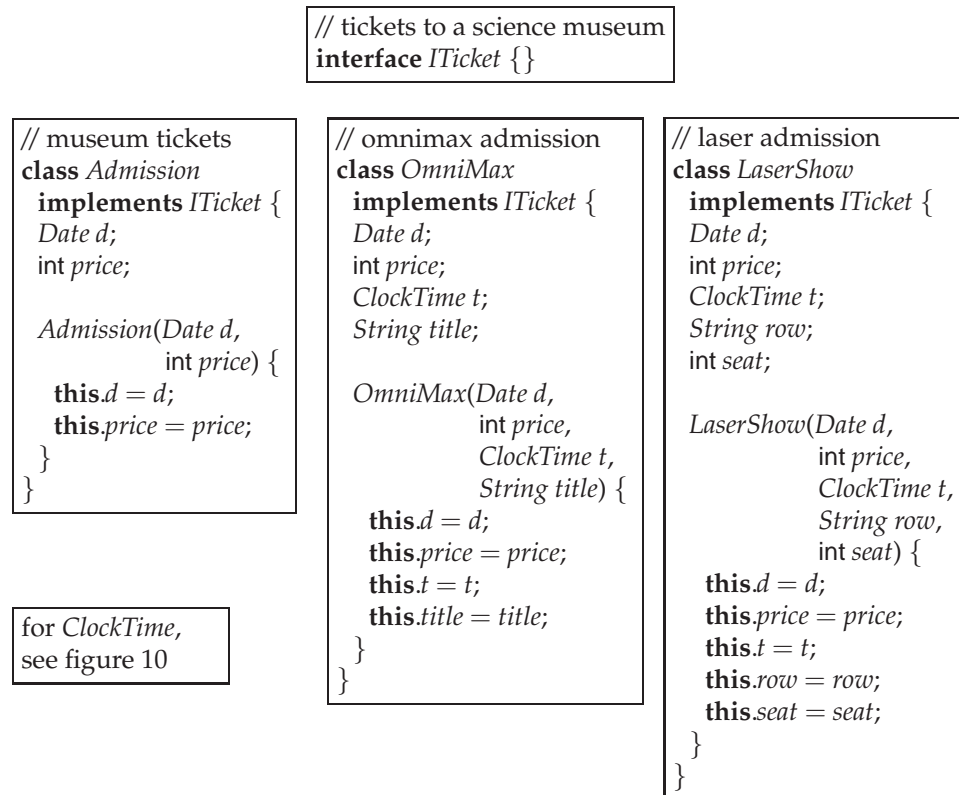 // tickets to a science museum
interface ITicket {}
// museum tickets
class Admission
implements ITicket {
Date d;
int price;
Admission(Date d,
int price) {
this.d = d;
this.price = price;
}
}
for ClockTime,
see figure 10
// omnimax admission
class OmniMax
implements ITicket {
Date d;
int price;
ClockTime t;
String title;
OmniMax(Date d,
int price,
ClockTime t,
String title) {
this.d = d;
this.price = price;
this.t = t;
this.title = title;
}
}
// laser admission
class LaserShow
implements ITicket {
Date d;
int price;
ClockTime t;
String row;
int seat;
LaserShow(Date d,
int price,
ClockTime t,
String row,
int seat) {
this.d = d;
this.price = price;
this.t = t;
this.row = row;
this.seat = seat;
}
}